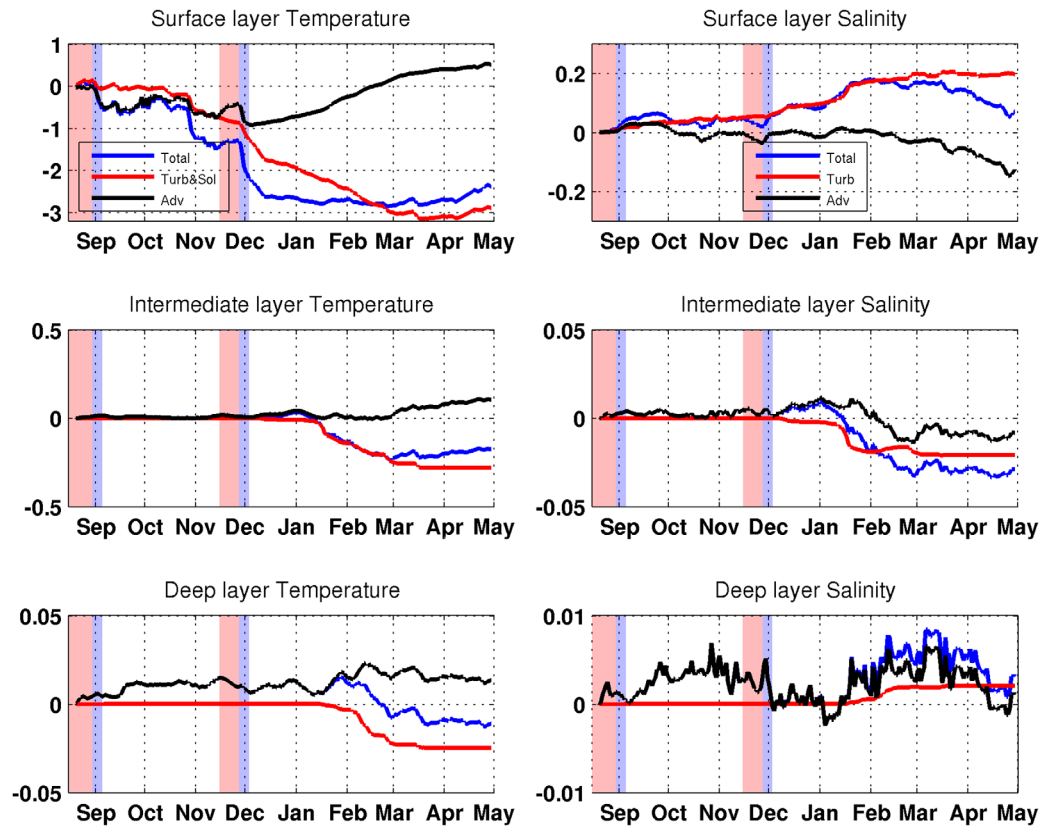 Surface layer Temperature
1
0
-1
-2
-3
Total
Turb&Sol
Adv
Sep Oct Nov Dec Jan Feb Mar Apr May
Surface layer Salinity
0.2
0
-0.2
Total
Turb
Adv
Sep Oct Nov Dec Jan Feb Mar Apr May
Intermediate layer Temperature
0.5
0
-0.5
Sep Oct Nov Dec Jan Feb Mar Apr May
Intermediate layer Salinity
0.05
0
-0.05
Sep Oct Nov Dec Jan Feb Mar Apr May
Deep layer Temperature
0.05
0
-0.05
Sep Oct Nov Dec Jan Feb Mar Apr May
Deep layer Salinity
0.01
0
-0.01
Sep Oct Nov Dec Jan Feb Mar Apr May